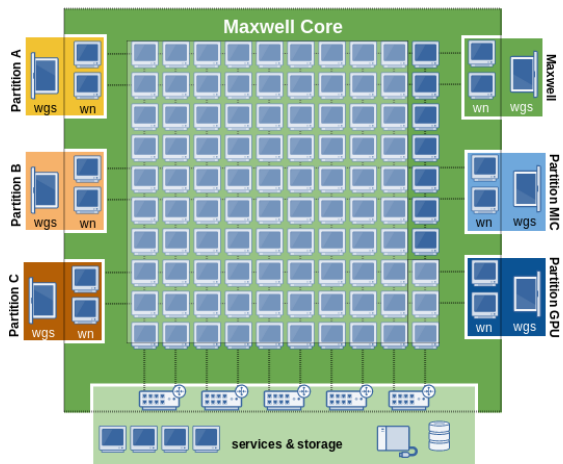 Maxwell Core
Partition A
wgs
wn
Partition B
wgs
wn
Partition C
wgs
wn
Maxwell
wn
wgs
Partition MIC
wn
wgs
Partition GPU
wn
wgs
services & storage